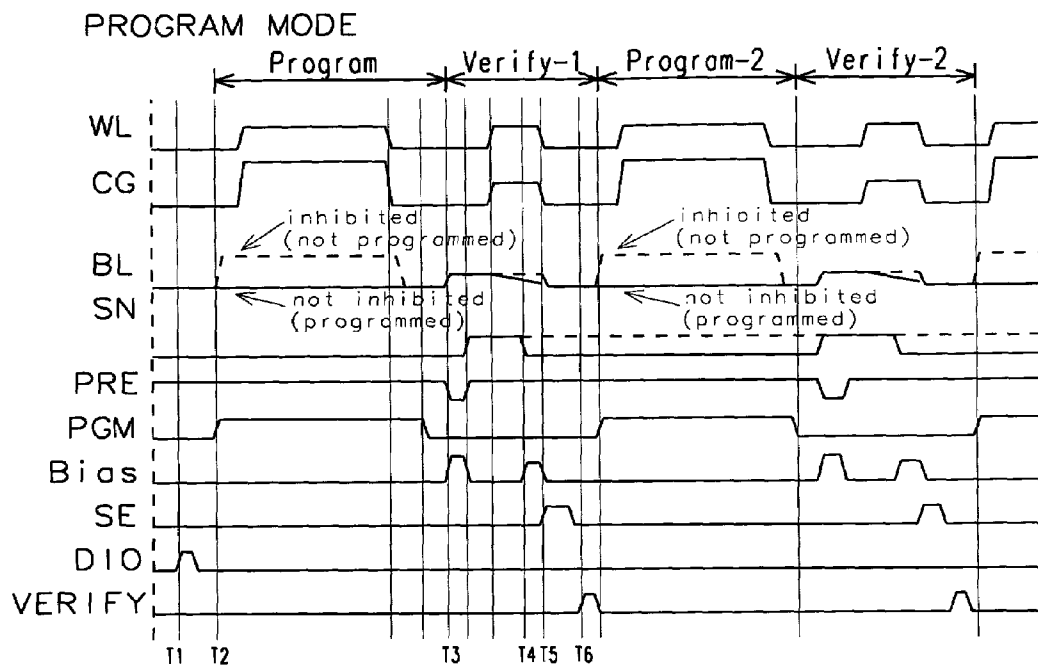 PROGRAM MODE
Program Verify-1 Program-2 Verify-2
WL
CG
inhibited
(not programmed)
inhioited
(not programmed)
BL
not inhibited
(programmed)
not inhibited
(programmed)
SN
PRE
PGM
Bias
SE
DIO
VERIFY
T1 T2 T3 T4 T5 T6